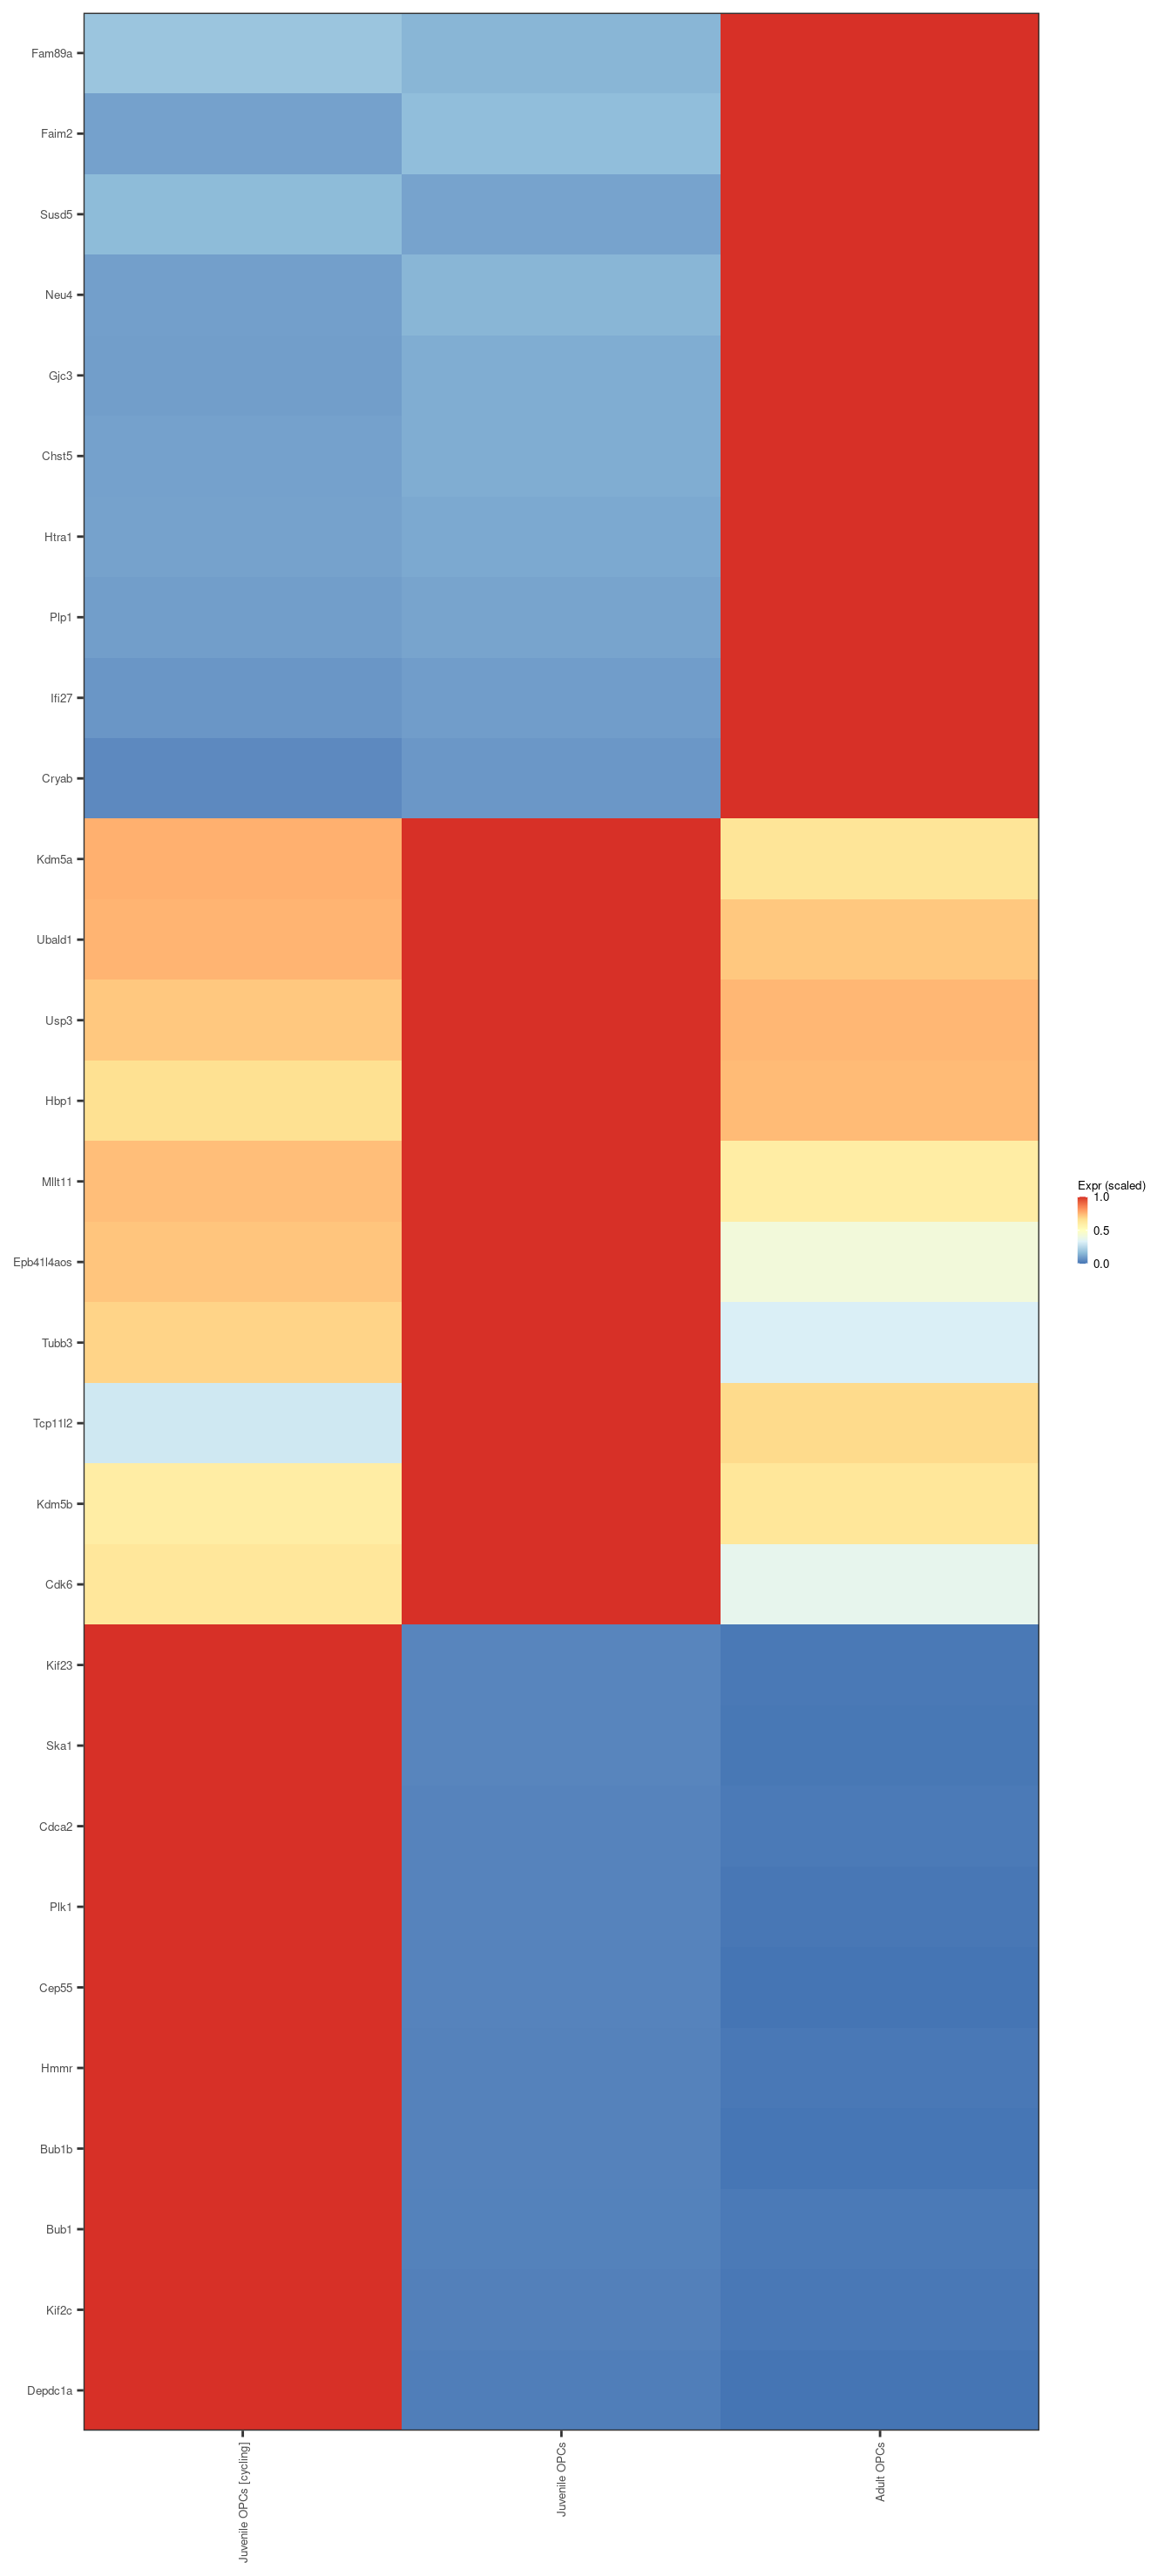 Fam89a
Faim2
Susd5
Neu4
Gjc3
Chst5
Htra1
Plp1
Ifi27
Cryab
Kdm5a
Ubald1
Usp3
Hbp1
Mllt11
Epb41l4aos
Tubb3
Tcp11l2
Kdm5b
Cdk6
Kif23
Ska1
Cdca2
Plk1
Cep55
Hmmr
Bub1b
Bub1
Kif2c
Depdc1a
Juvenile OPCs [cycling]
Juvenile OPCs
Adult OPCs
Expr (scaled)
1.0
0.5
0.0